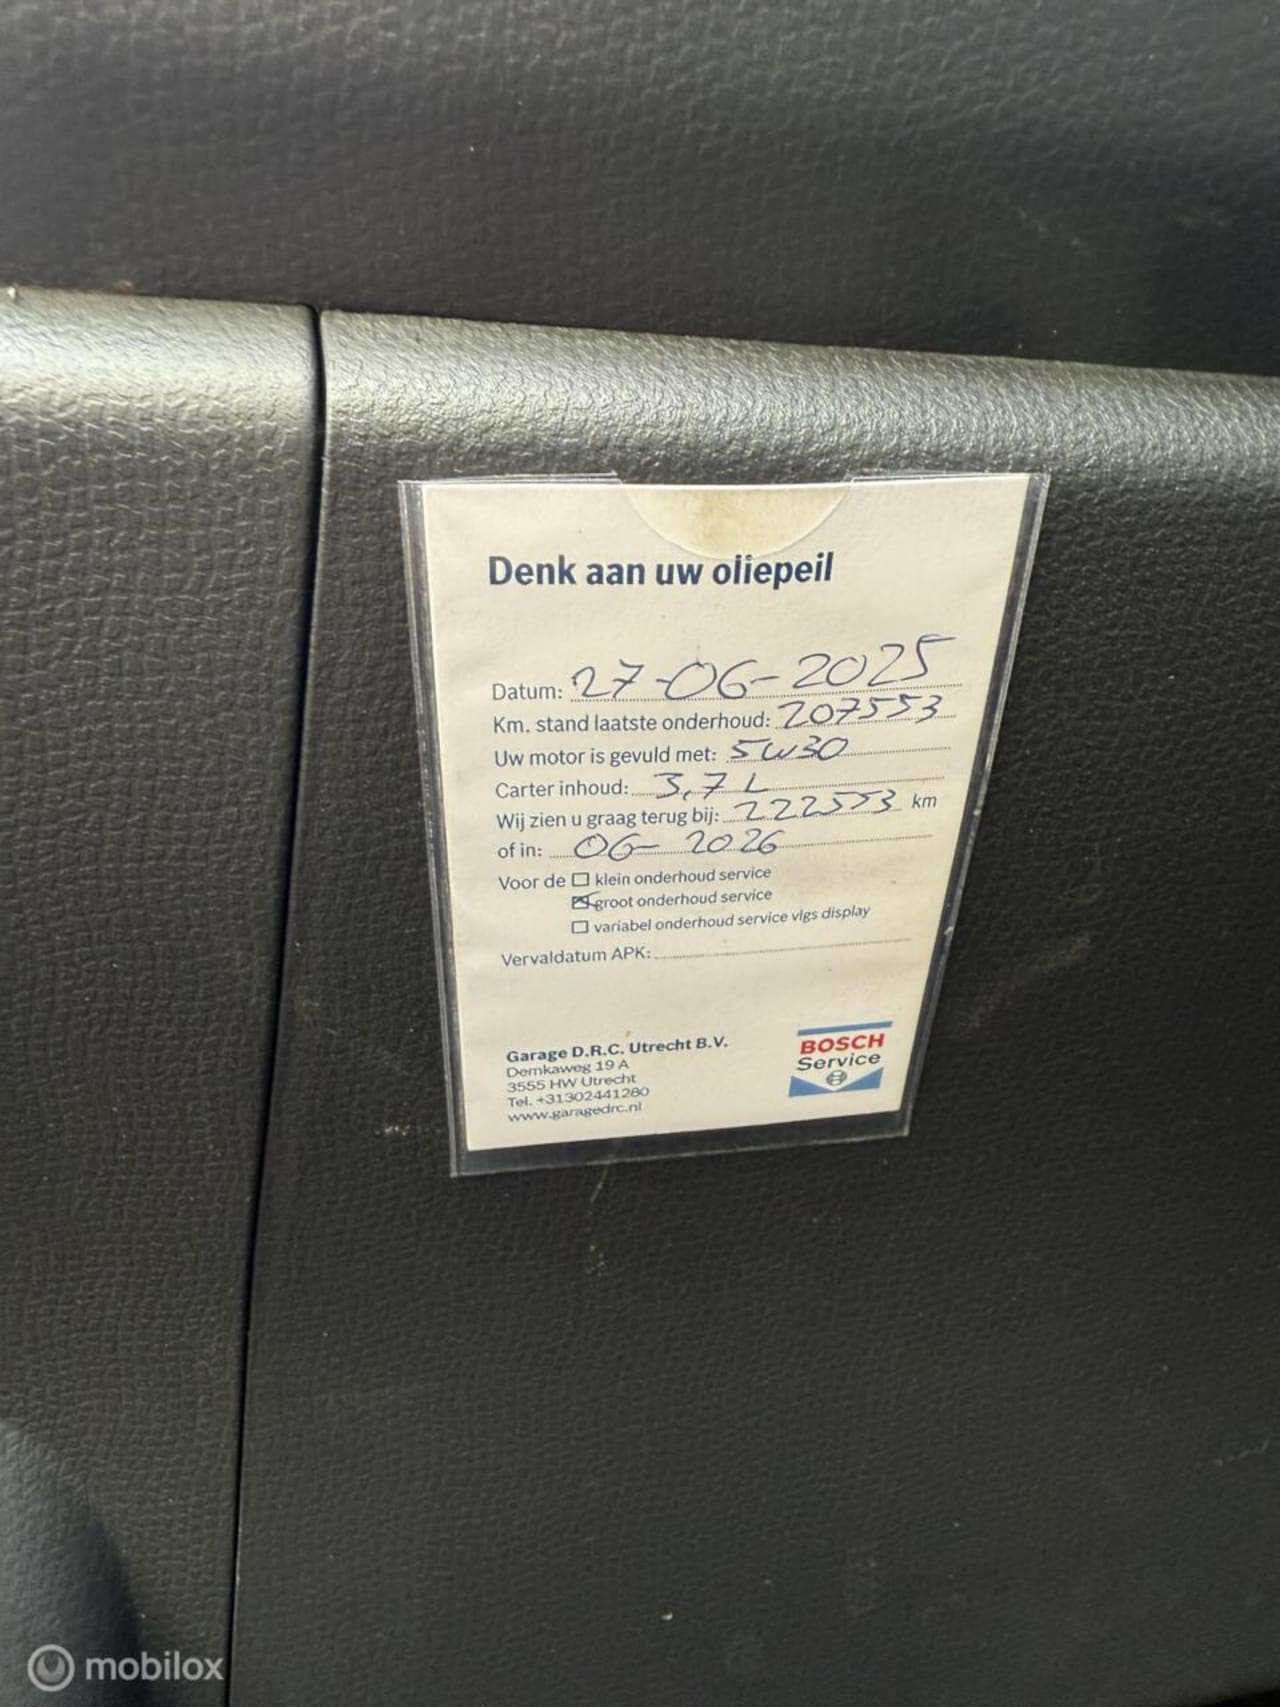 Denk aan uw oliepeil
Datum: 27-06-2025
Km. stand laatste onderhoud: 207553
Uw motor is gevuld met: 5W30
Carter inhoud: 3,7 L
Wij zien u graag terug bij: 222553 km
of in: 06-2026
Voor de ☐ klein onderhoud service
☒ groot onderhoud service
☐ variabel onderhoud service vlgs display
Vervaldatum APK:
Garage D.R.C. Utrecht B.V.
Demkaweg 19 A
3555 HW Utrecht
Tel. +31302441280
www.garagedrc.nl
BOSCH
Service
mobilox